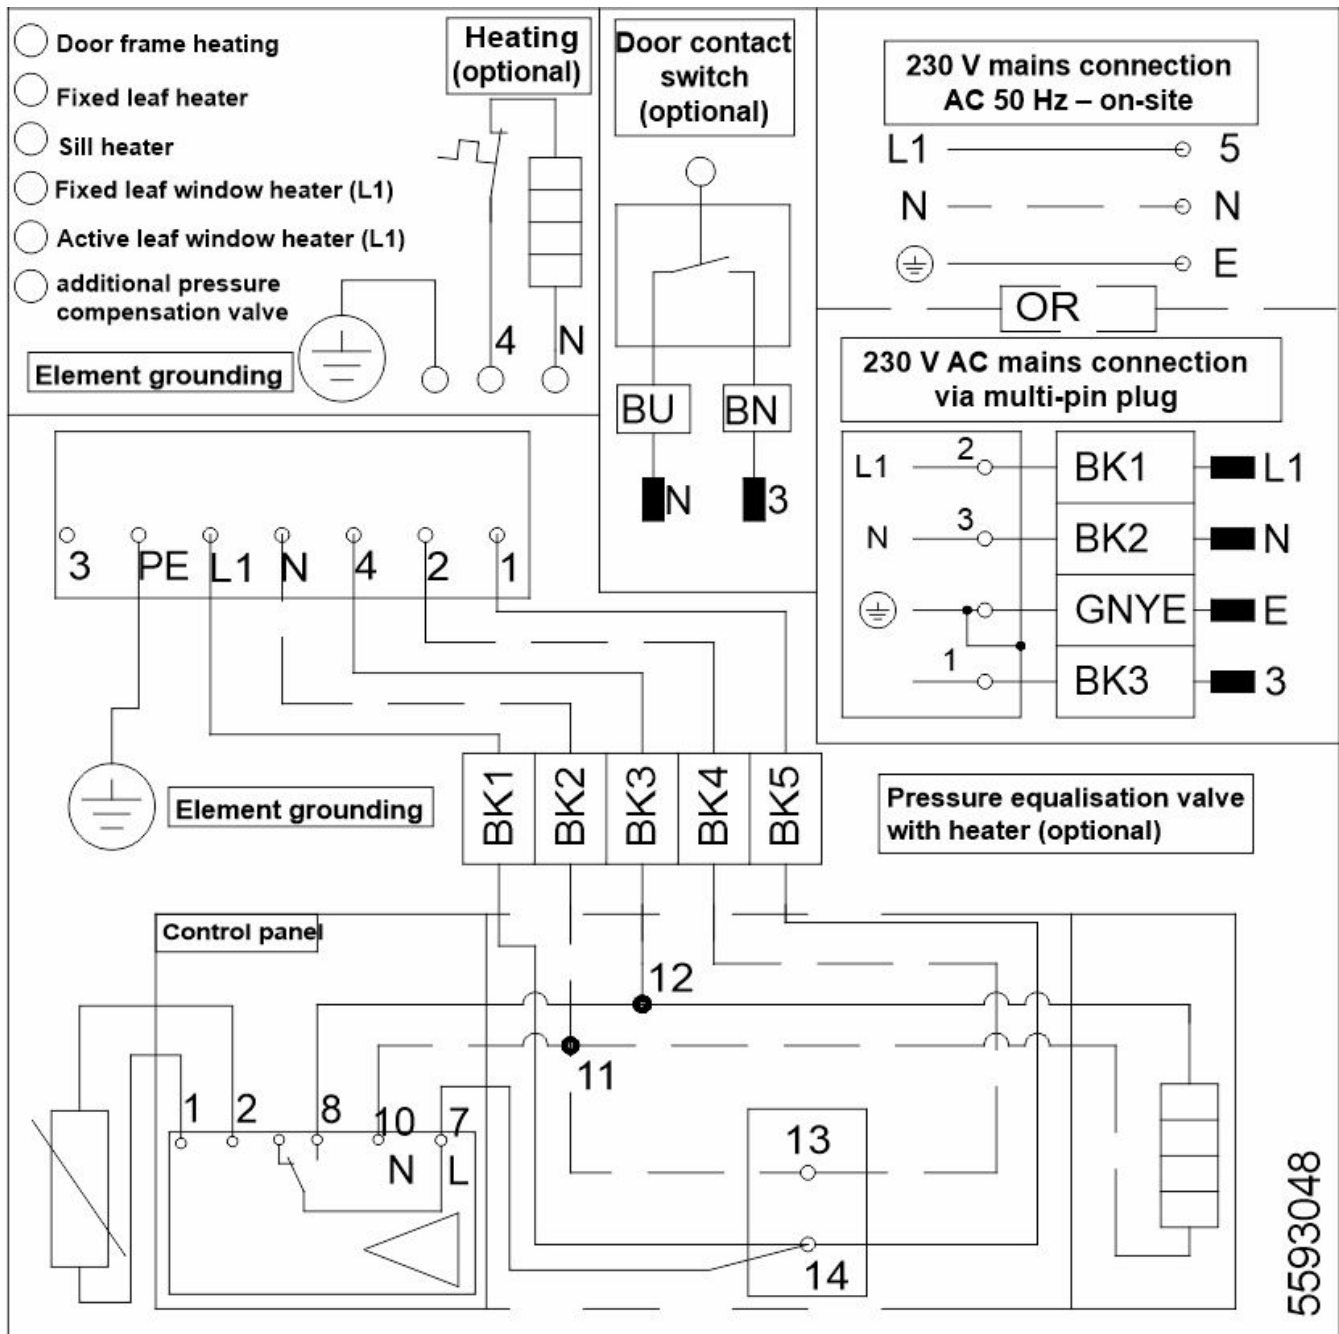 Door frame heating
Fixed leaf heater
Sill heater
Fixed leaf window heater (L1)
Active leaf window heater (L1)
additional pressure
compensation valve
Element grounding
Heating
(optional)
4 N
Door contact
switch
(optional)
BU BN
N 3
230 V mains connection
AC 50 Hz – on-site
L1 5
N N
E
OR
230 V AC mains connection
via multi-pin plug
L1 2 BK1 L1
N 3 BK2 N
GNYE E
1 BK3 3
3 PE L1 N 4 2 1
Element grounding
BK1 BK2 BK3 BK4 BK5
Pressure equalisation valve
with heater (optional)
Control panel
12
11
1 2 8 10 7
N L
13
14
5593048